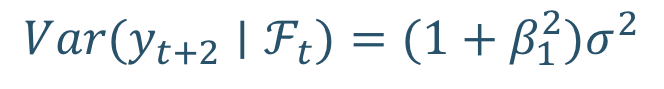 Var(y_{t+2} | ℱ_t) = (1 + β_1^2)σ^2